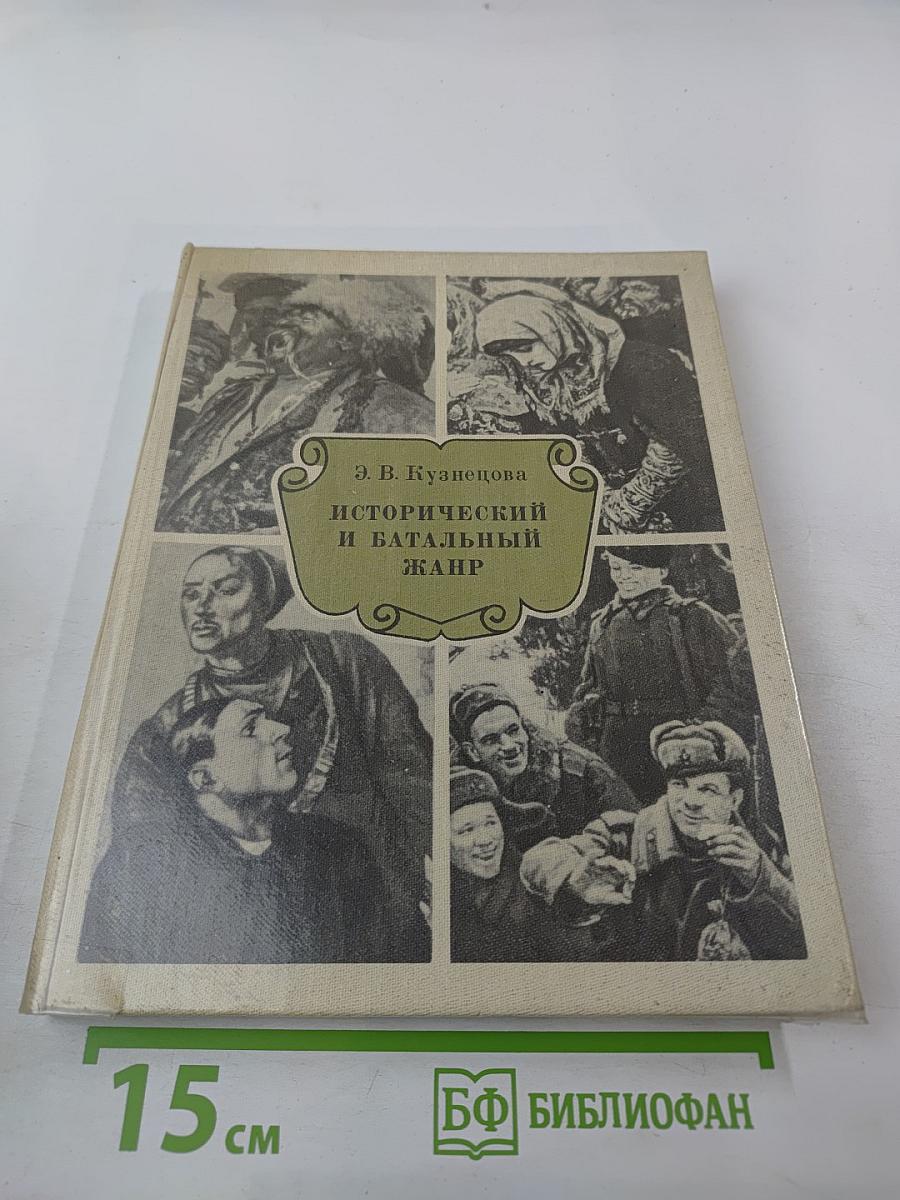 Э. В. Кузнецова
ИСТОРИЧЕСКИЙ
И БАТАЛЬНЫЙ
ЖАНР
15 см
БФ БИБЛИОФАН